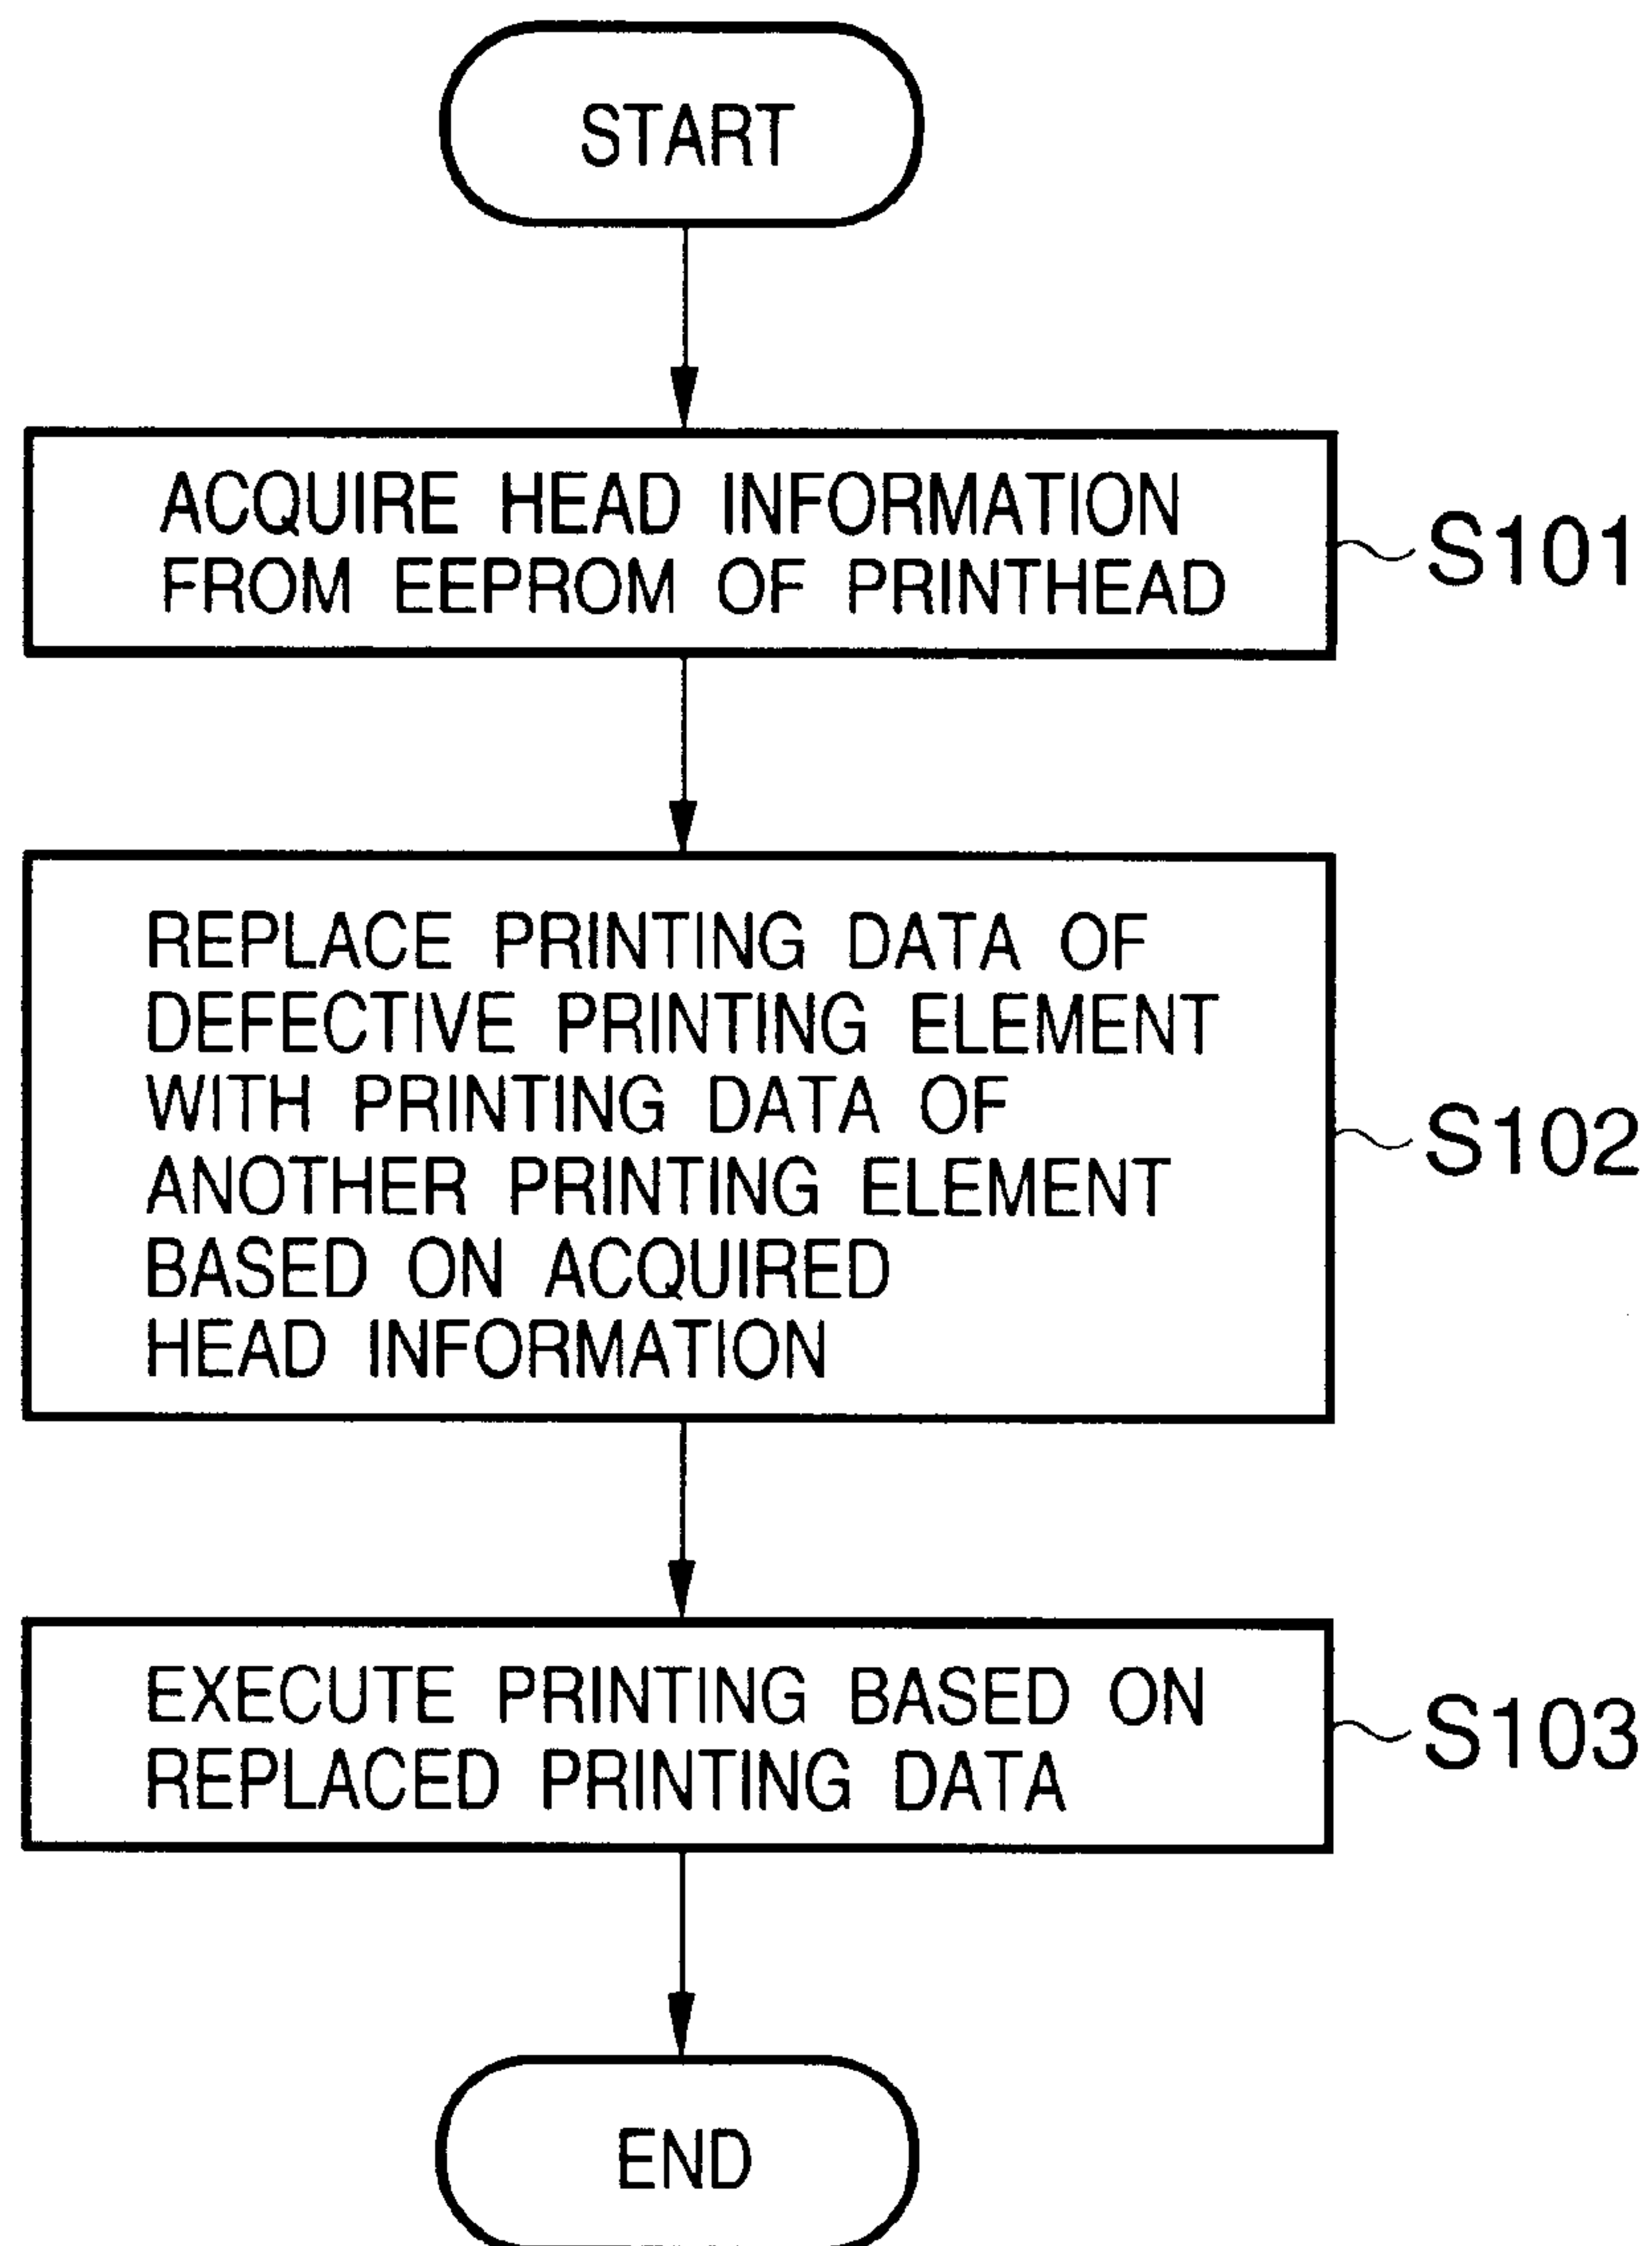 START
ACQUIRE HEAD INFORMATION
FROM EEPROM OF PRINTHEAD
S101
REPLACE PRINTING DATA OF
DEFECTIVE PRINTING ELEMENT
WITH PRINTING DATA OF
ANOTHER PRINTING ELEMENT
BASED ON ACQUIRED
HEAD INFORMATION
S102
EXECUTE PRINTING BASED ON
REPLACED PRINTING DATA
S103
END